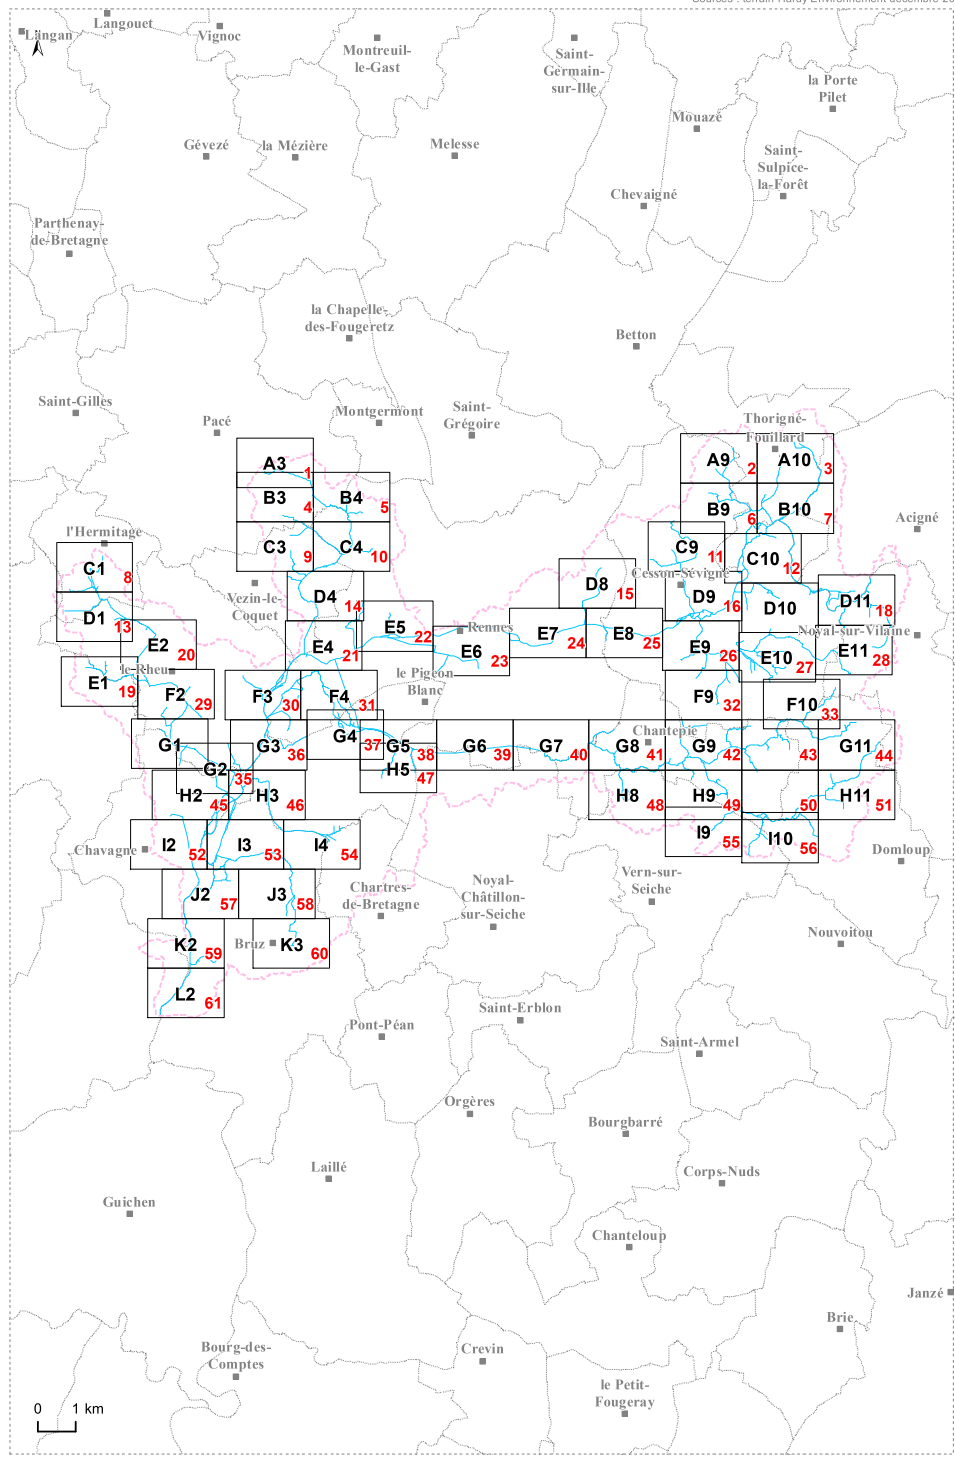 Sources : terrain Hardy Environnement décembre 20
Langouet
Langan
Vignoc
Montreuil-
le-Gast
Saint-
Germain-
sur-Ille
la Porte
Pilet
Mouazé
Gévezé
la Mézière
Melesse
Saint-
Sulpice-
la-Forêt
Chevaigné
Parthenay-
de-Bretagne
la Chapelle-
des-Fougeretz
Betton
Saint-Gilles
Pacé
Montgermont
Saint-
Grégoire
Thorigné-
Fouillard
A3
1
A9
2
A10
3
B3
4
B4
5
B9
6
B10
7
Acigné
l'Hermitage
C3
9
C4
10
C9
11
C10
12
C1
8
Cesson-Sévigné
Vezin-le-
Coquet
D4
14
D8
15
D9
16
D10
D11
18
D1
13
E2
20
E4
21
E5
22
Rennes
E6
23
E7
24
E8
25
E9
26
E10
27
Noyal-sur-Vilaine
E11
28
le Rheu
E1
19
F2
29
F3
30
F4
31
le Pigeon
Blanc
F9
32
F10
33
G1
G2
35
G3
36
G4
37
G5
38
G6
39
G7
40
Chantepie
G8
41
G9
42
43
G11
44
H2
45
H3
46
H5
47
H8
48
H9
49
50
H11
51
Chavagne
I2
52
I3
53
I4
54
I9
55
I10
56
Domloup
J2
57
J3
58
Chartres-
de-Bretagne
Noyal-
Châtillon-
sur-Seiche
Vern-sur-
Seiche
K2
59
Bruz
K3
60
Nouvoitou
L2
61
Pont-Péan
Saint-Erblon
Saint-Armel
Orgères
Bourgbarré
Laillé
Corps-Nuds
Guichen
Chanteloup
Janzé
Brie
Bourg-des-
Comptes
Crevin
le Petit-
Fougeray
0 1 km